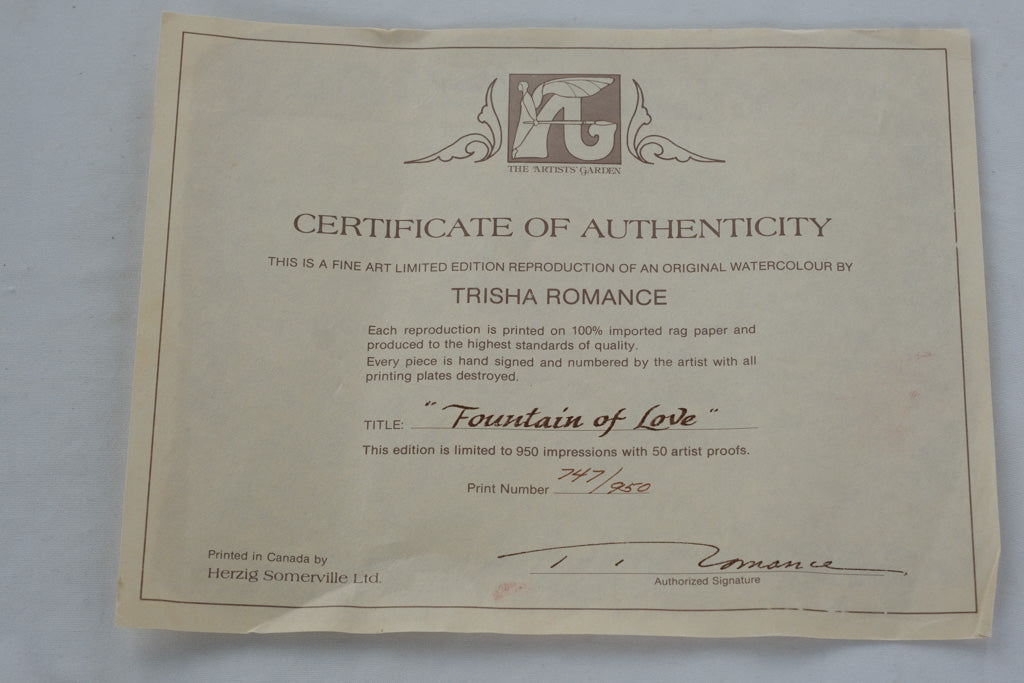 THE ARTISTS' GARDEN
CERTIFICATE OF AUTHENTICITY
THIS IS A FINE ART LIMITED EDITION REPRODUCTION OF AN ORIGINAL WATERCOLOUR BY
TRISHA ROMANCE
Each reproduction is printed on 100% imported rag paper and
produced to the highest standards of quality.
Every piece is hand signed and numbered by the artist with all
printing plates destroyed.
TITLE: "Fountain of Love"
This edition is limited to 950 impressions with 50 artist proofs.
Print Number 747/950
Printed in Canada by
Herzig Somerville Ltd.
T. Romance
Authorized Signature